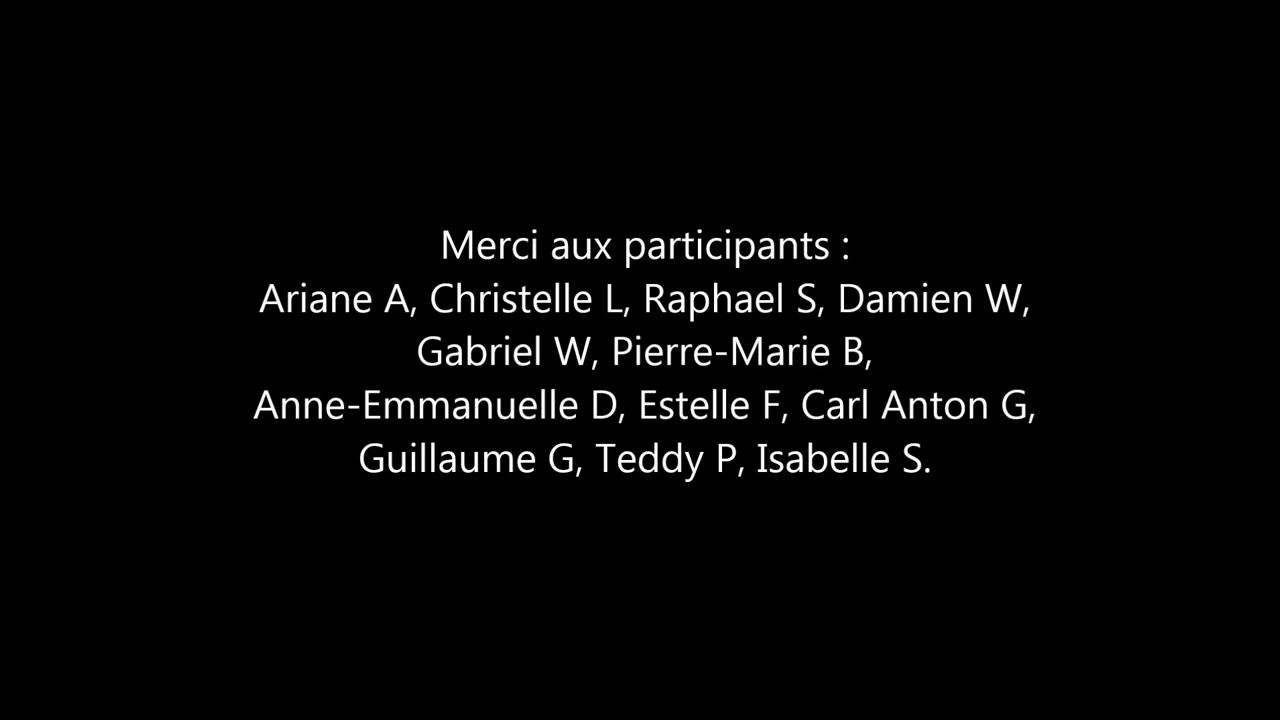 Merci aux participants :
Ariane A, Christelle L, Raphael S, Damien W,
Gabriel W, Pierre-Marie B,
Anne-Emmanuelle D, Estelle F, Carl Anton G,
Guillaume G, Teddy P, Isabelle S.